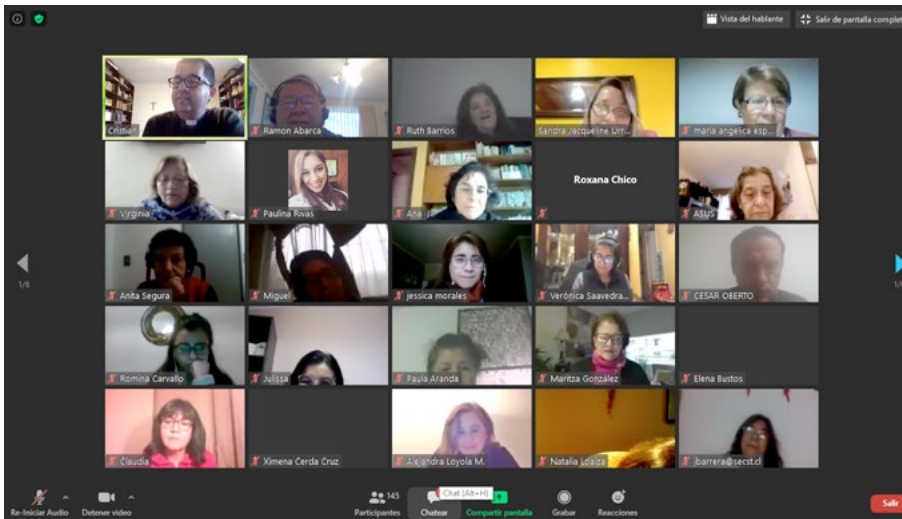 Vista del hablante
Salir de pantalla complet
Cristian
Ramon Abarca
Ruth Barrios
Sandra Jacqueline Urr...
maria angelica esp...
Virginia
Paulina Rivas
Ana
Roxana Chico
ASUS
Anita Segura
Miguel
jessica morales
Verónica Saavedra...
CESAR OBERTO
1/6
Romina Carvallo
Julissa
Paula Aranda
Maritza González
Elena Bustos
Claudia
Ximena Cerda Cruz
Alejandra Loyola M.
Natalia Loaiza
jbarrera@secst.cl
145
Chat (Alt+H)
Re-Iniciar Audio
Detener video
Participantes
Chatear
Compartir pantalla
Grabar
Reacciones
Salir